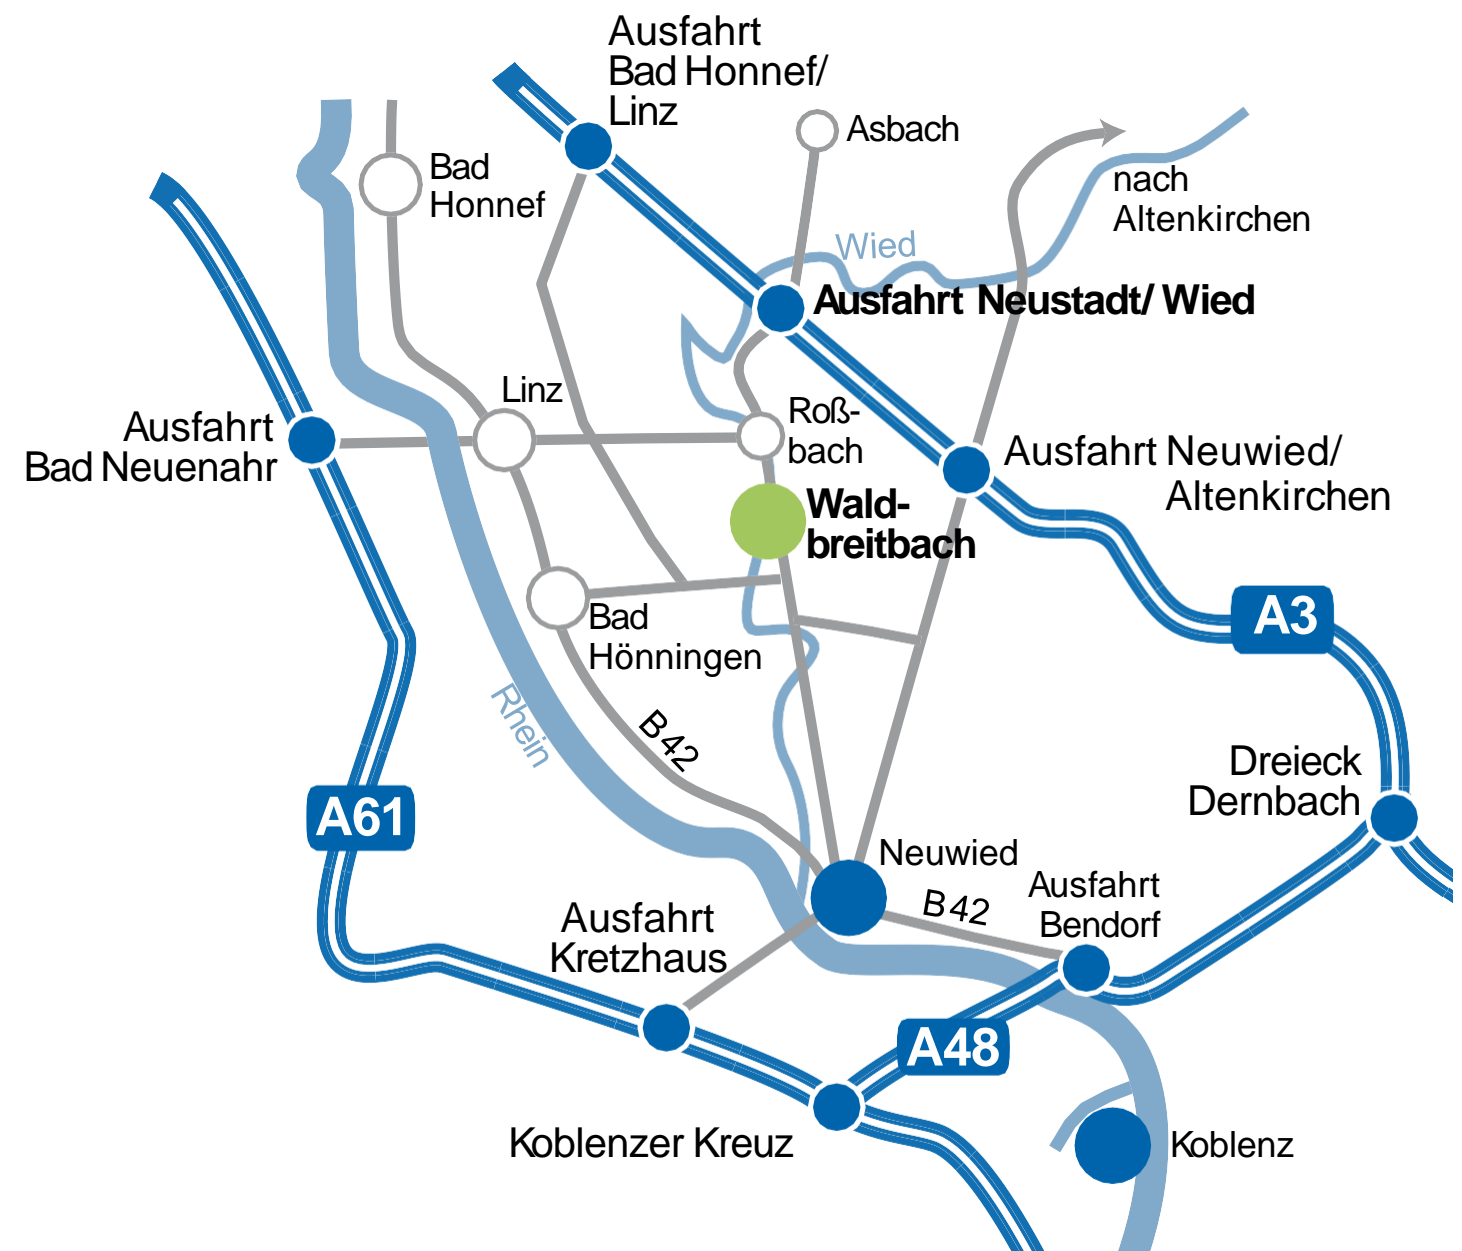 Ausfahrt
Bad Honnef/
Linz
Asbach
Bad
Honnef
nach
Altenkirchen
Wied
Ausfahrt Neustadt/ Wied
Linz
Roß-
bach
Ausfahrt
Bad Neuenahr
Ausfahrt Neuwied/
Altenkirchen
Wald-
breitbach
A3
Bad
Hönningen
Rhein
B 42
Dreieck
Dernbach
A61
Neuwied
B 42
Ausfahrt
Bendorf
Ausfahrt
Kretzhaus
A48
Koblenzer Kreuz
Koblenz